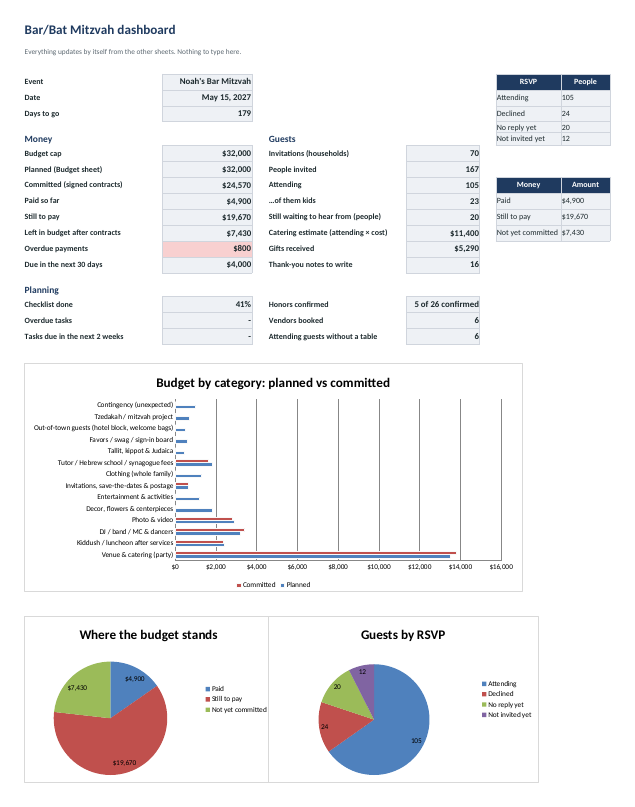 Bar/Bat Mitzvah dashboard
Everything updates by itself from the other sheets. Nothing to type here.
Event Noah's Bar Mitzvah
Date May 15, 2027
Days to go 179
RSVP People
Attending 105
Declined 24
No reply yet 20
Not invited yet 12
Money Guests
Budget cap $32,000 Invitations (households) 70
Planned (Budget sheet) $32,000 People invited 167
Committed (signed contracts) $24,570 Attending 105
Paid so far $4,900 ...of them kids 23
Still to pay $19,670 Still waiting to hear from (people) 20
Left in budget after contracts $7,430 Catering estimate (attending × cost) $11,400
Overdue payments $800 Gifts received $5,290
Due in the next 30 days $4,000 Thank-you notes to write 16
Money Amount
Paid $4,900
Still to pay $19,670
Not yet committed $7,430
Planning
Checklist done 41% Honors confirmed 5 of 26 confirmed
Overdue tasks - Vendors booked 6
Tasks due in the next 2 weeks - Attending guests without a table 6
Budget by category: planned vs committed
Contingency (unexpected)
Tzedakah / mitzvah project
Out-of-town guests (hotel block, welcome bags)
Favors / swag / sign-in board
Tallit, kippot & Judaica
Tutor / Hebrew school / synagogue fees
Clothing (whole family)
Invitations, save-the-dates & postage
Entertainment & activities
Decor, flowers & centerpieces
Photo & video
DJ / band / MC & dancers
Kiddush / luncheon after services
Venue & catering (party)
$0 $2,000 $4,000 $6,000 $8,000 $10,000 $12,000 $14,000 $16,000
Committed Planned
Where the budget stands
$7,430 $4,900
$19,670
Paid
Still to pay
Not yet committed
Guests by RSVP
12
20
24
105
Attending
Declined
No reply yet
Not invited yet